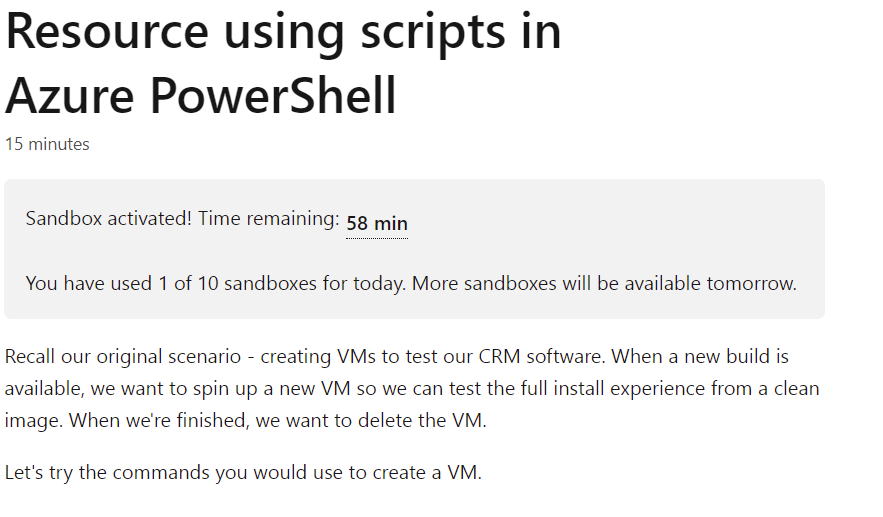 Resource using scripts in
Azure PowerShell
15 minutes
Sandbox activated! Time remaining: 58 min
You have used 1 of 10 sandboxes for today. More sandboxes will be available tomorrow.
Recall our original scenario - creating VMs to test our CRM software. When a new build is
available, we want to spin up a new VM so we can test the full install experience from a clean
image. When we're finished, we want to delete the VM.
Let's try the commands you would use to create a VM.